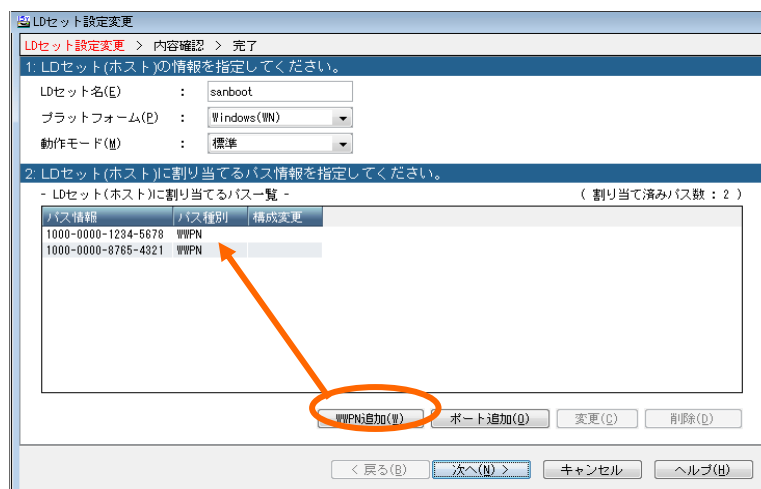 LDセット設定変更
LDセット設定変更 > 内容確認 > 完了
1: LDセット(ホスト)の情報を指定してください。
LDセット名(E) : sanboot
プラットフォーム(P) : Windows(WN)
動作モード(M) : 標準
2: LDセット(ホスト)に割り当てるパス情報を指定してください。
- LDセット(ホスト)に割り当てるパス一覧 - ( 割り当て済みパス数 : 2 )
パス情報 パス種別 構成変更
1000-0000-1234-5678 WWPN
1000-0000-8765-4321 WWPN
WWPN追加(W) ポート追加(O) 変更(C) 削除(D)
< 戻る(B) 次へ(N) > キャンセル ヘルプ(H)